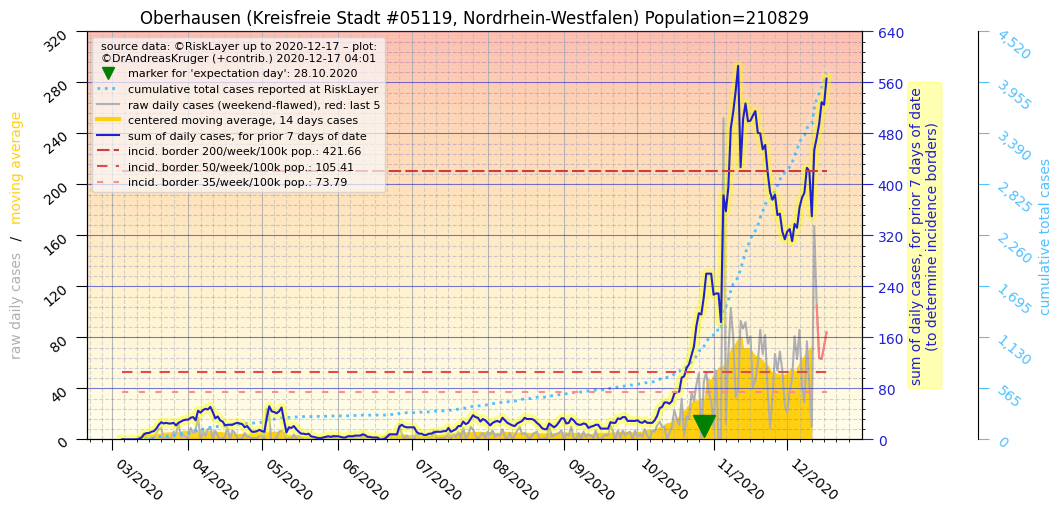 Oberhausen (Kreisfreie Stadt #05119, Nordrhein-Westfalen) Population=210829
source data: ©RiskLayer up to 2020-12-17 – plot:
©DrAndreasKruger (+contrib.) 2020-12-17 04:01
marker for 'expectation day': 28.10.2020
cumulative total cases reported at RiskLayer
raw daily cases (weekend-flawed), red: last 5
centered moving average, 14 days cases
sum of daily cases, for prior 7 days of date
incid. border 200/week/100k pop.: 421.66
incid. border 50/week/100k pop.: 105.41
incid. border 35/week/100k pop.: 73.79
raw daily cases / moving average
320
280
240
200
160
120
80
40
0
03/2020
04/2020
05/2020
06/2020
07/2020
08/2020
09/2020
10/2020
11/2020
12/2020
640
560
480
400
320
240
160
80
0
sum of daily cases, for prior 7 days of date
(to determine incidence borders)
4,520
3,955
3,390
2,825
2,260
1,695
1,130
565
0
cumulative total cases